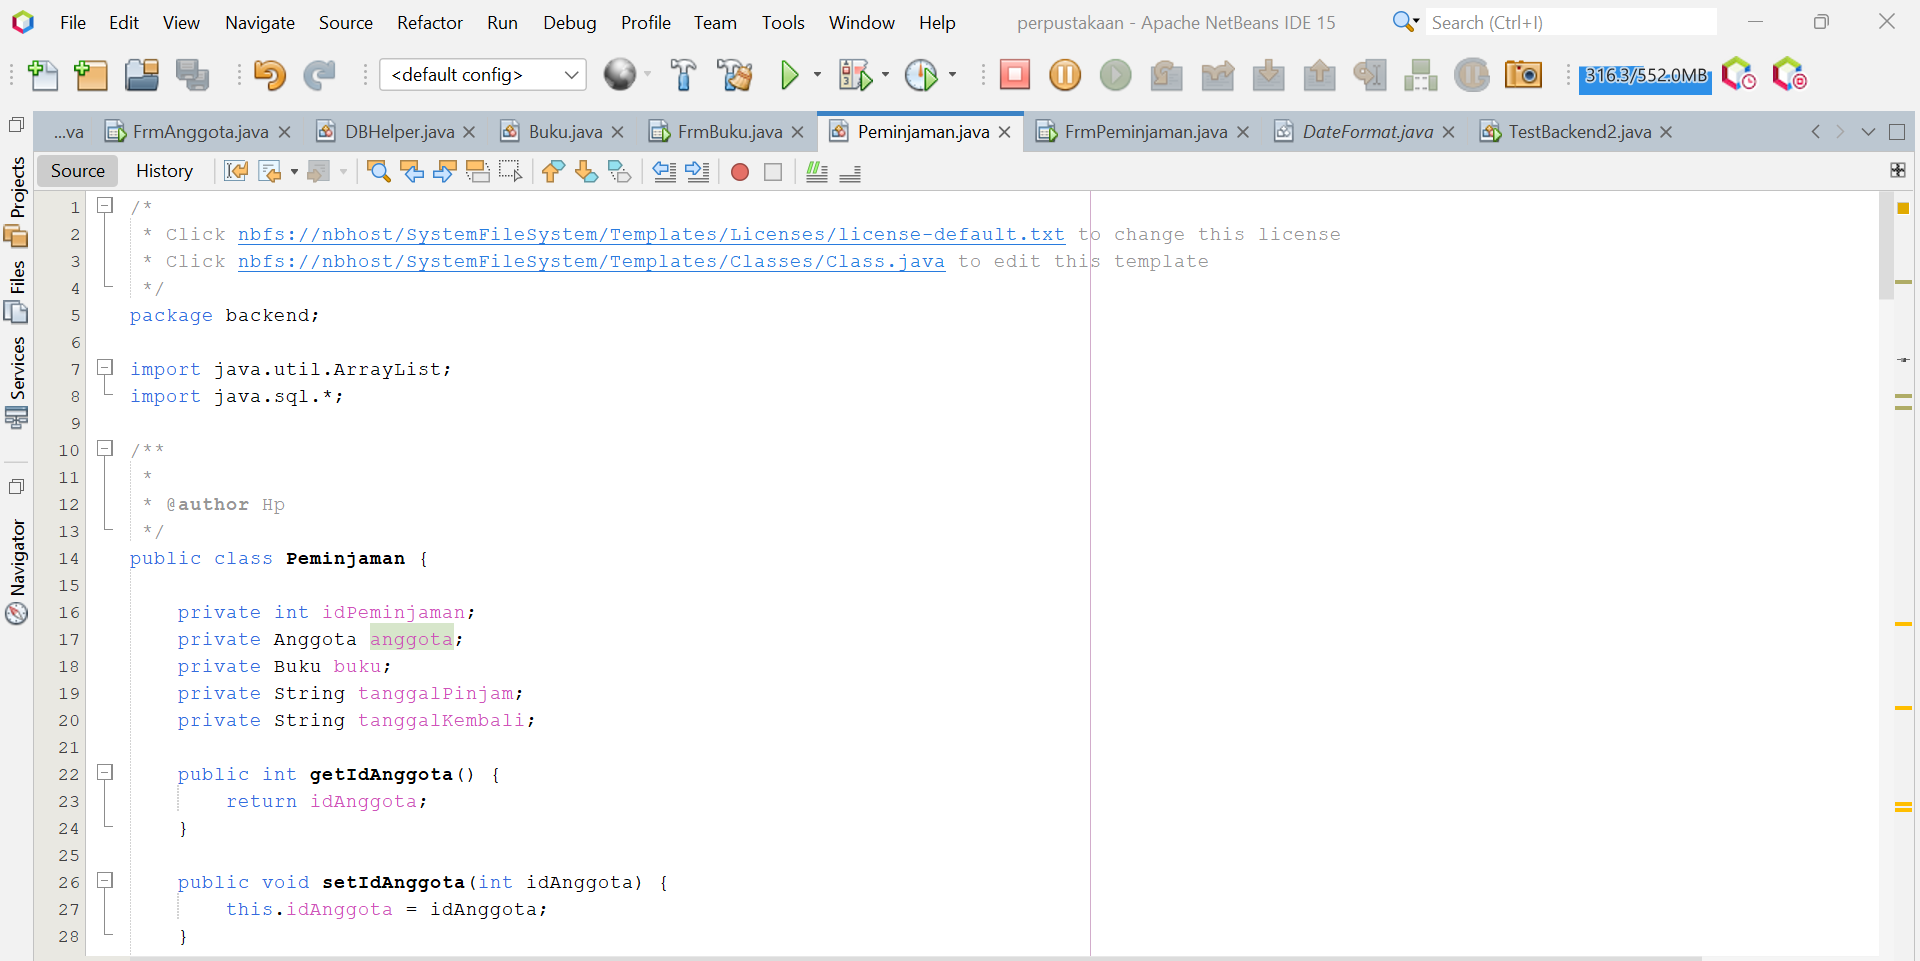 File Edit View Navigate Source Refactor Run Debug Profile Team Tools Window Help perpustakaan - Apache NetBeans IDE 15 Search (Ctrl+I)
<default config> 316.3/552.0MB
...va FrmAnggota.java DBHelper.java Buku.java FrmBuku.java Peminjaman.java FrmPeminjaman.java DateFormat.java TestBackend2.java
Source History
Projects
Files
Services
Navigator
1 /*
2 * Click nbfs://nbhost/SystemFileSystem/Templates/Licenses/license-default.txt to change this license
3 * Click nbfs://nbhost/SystemFileSystem/Templates/Classes/Class.java to edit this template
4 */
5 package backend;
6
7 import java.util.ArrayList;
8 import java.sql.*;
9
10 /**
11 *
12 * @author Hp
13 */
14 public class Peminjaman {
15
16 private int idPeminjaman;
17 private Anggota anggota;
18 private Buku buku;
19 private String tanggalPinjam;
20 private String tanggalKembali;
21
22 public int getIdAnggota() {
23 return idAnggota;
24 }
25
26 public void setIdAnggota(int idAnggota) {
27 this.idAnggota = idAnggota;
28 }